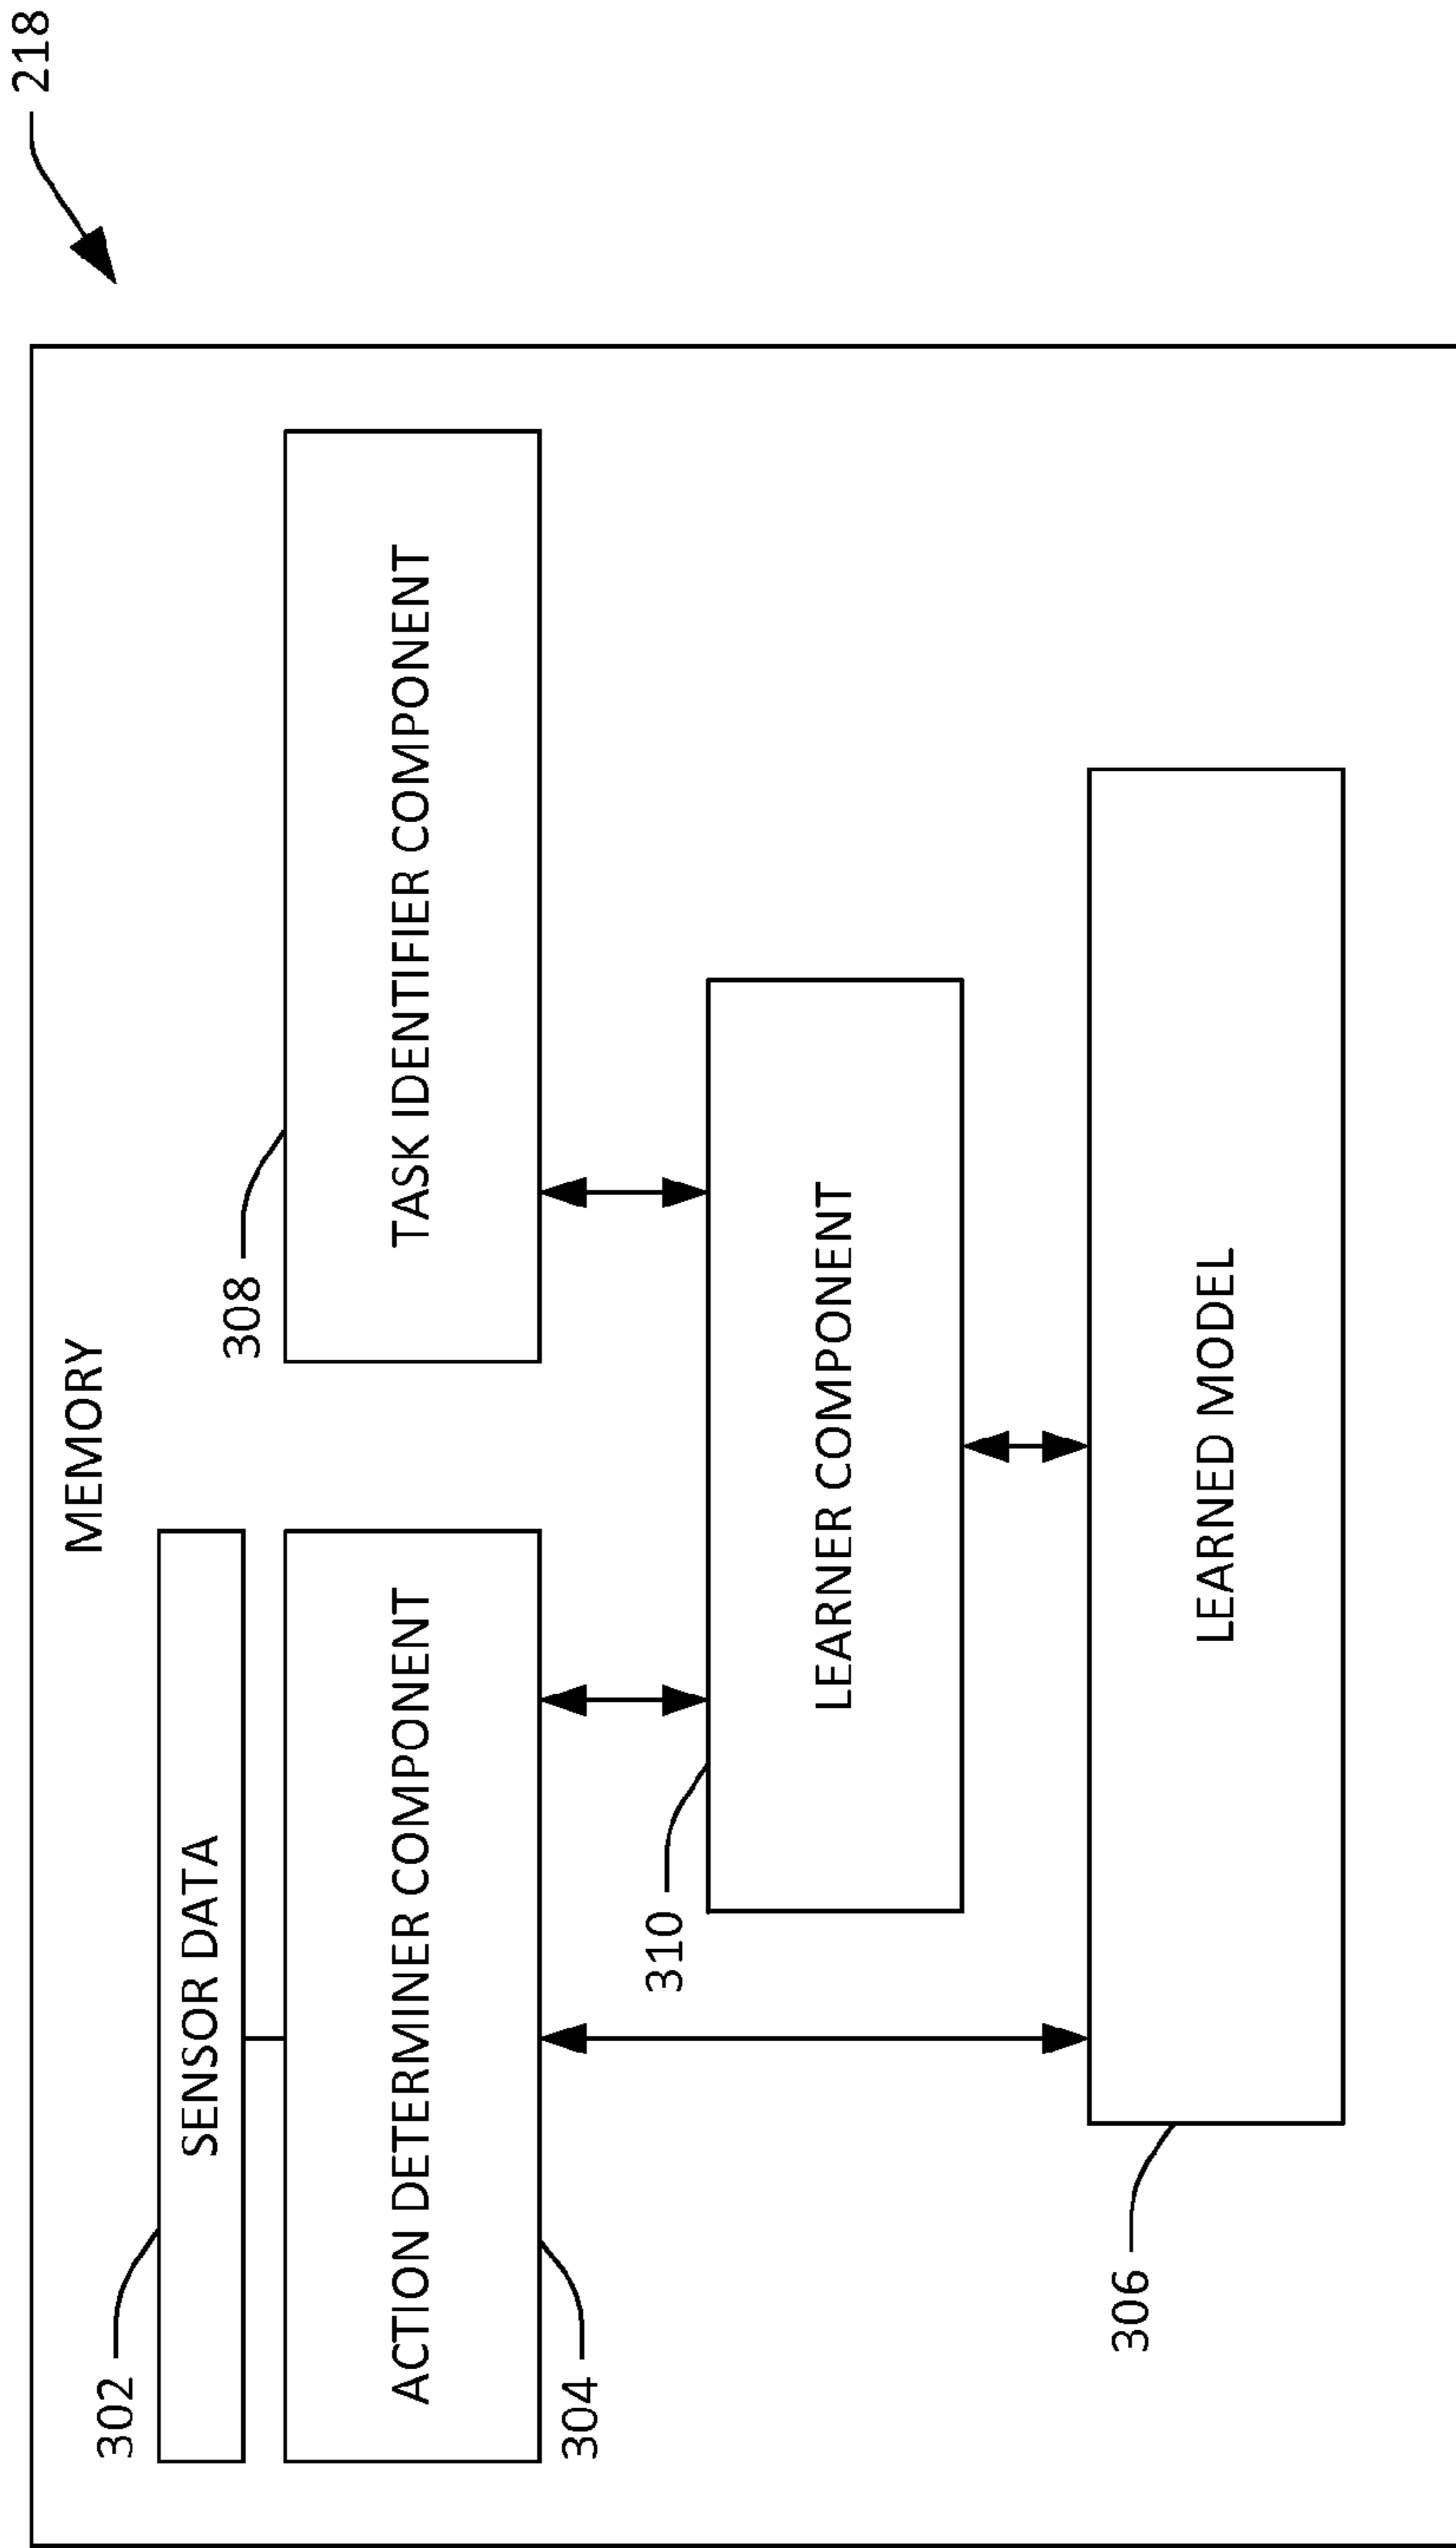 218
MEMORY
302
SENSOR DATA
308
ACTION DETERMINER COMPONENT
TASK IDENTIFIER COMPONENT
304
310
LEARNER COMPONENT
306
LEARNED MODEL